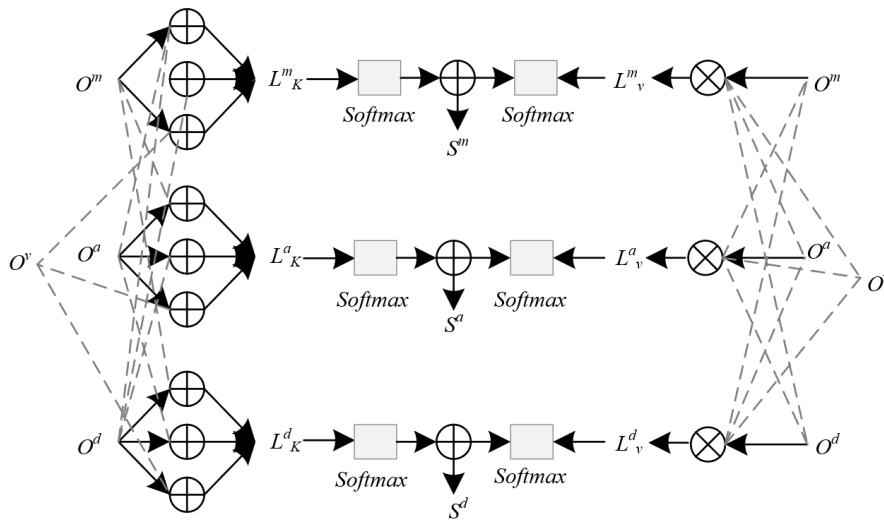 O^m L^m_K L^m_v O^m
Softmax Softmax
S^m
O^v O^a L^a_K L^a_v O^a O
Softmax Softmax
S^a
O^d L^d_K L^d_v O^d
Softmax Softmax
S^d